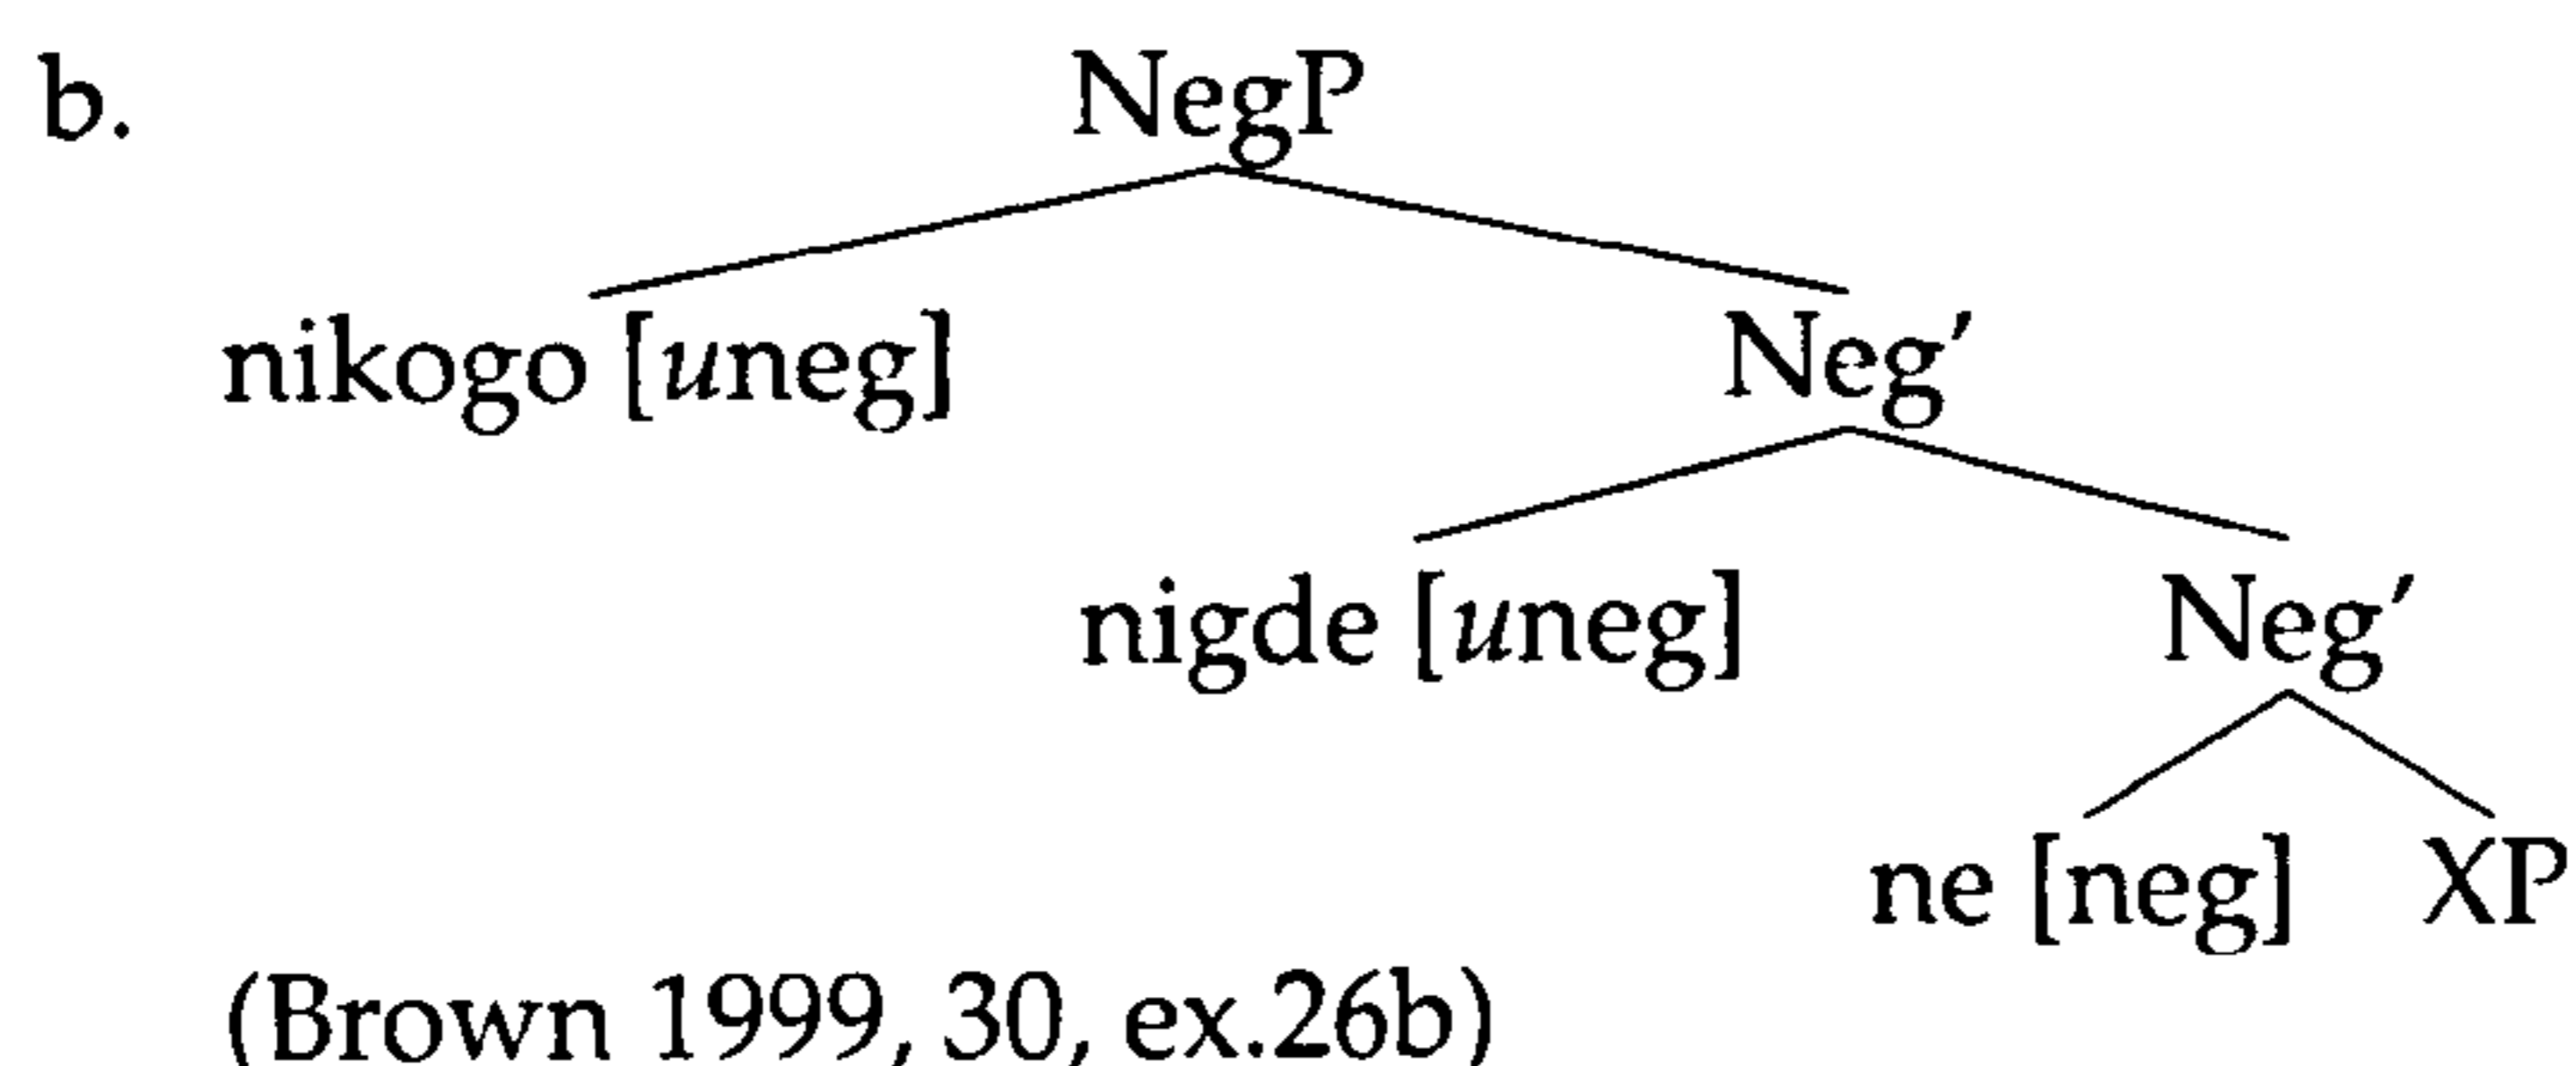 b. NegP
nikogo [uneg] Neg′
nigde [uneg] Neg′
ne [neg] XP
(Brown 1999, 30, ex.26b)